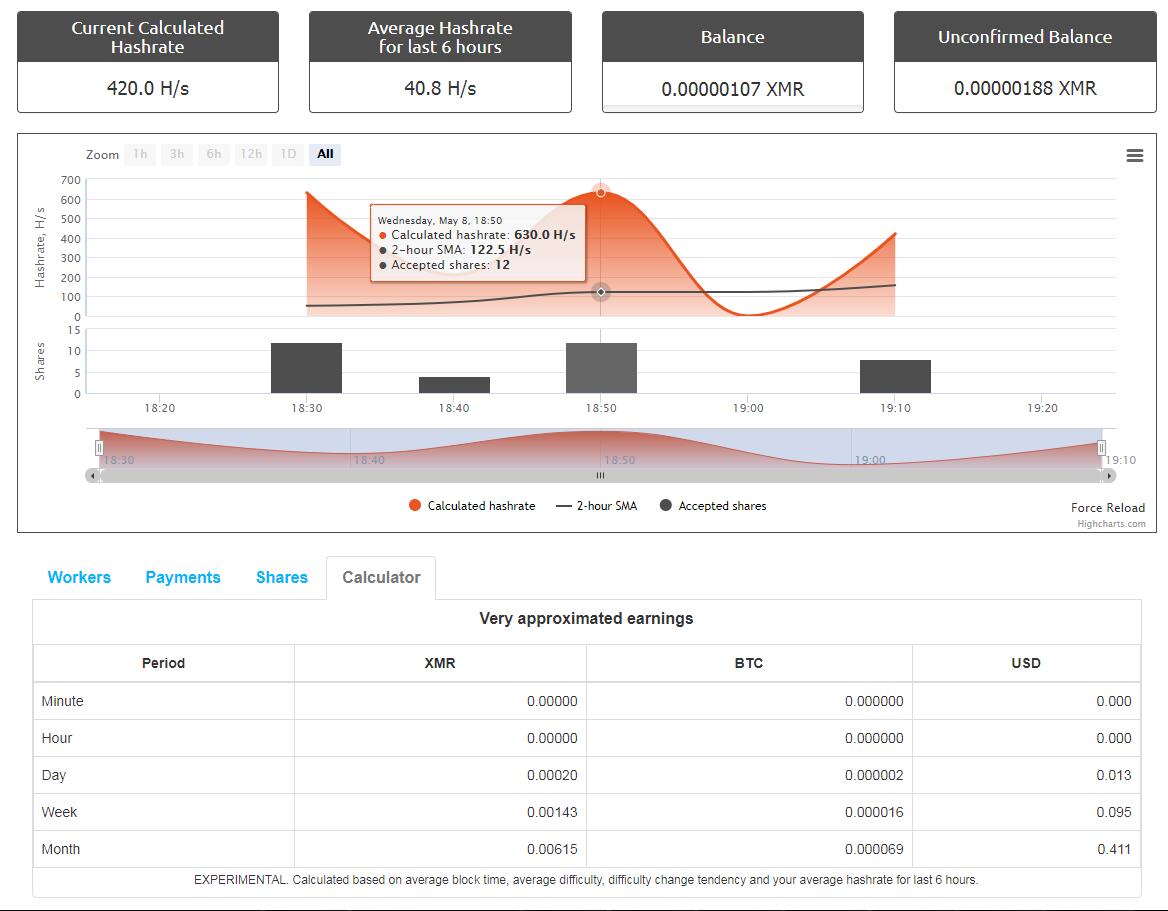 Current Calculated
Hashrate
420.0 H/s
Average Hashrate
for last 6 hours
40.8 H/s
Balance
0.00000107 XMR
Unconfirmed Balance
0.00000188 XMR
Zoom 1h 3h 6h 12h 1D All
Hashrate, H/s
700
600
500
400
300
200
100
0
Wednesday, May 8, 18:50
Calculated hashrate: 630.0 H/s
2-hour SMA: 122.5 H/s
Accepted shares: 12
Shares
15
10
5
0
18:20 18:30 18:40 18:50 19:00 19:10 19:20
18:30 18:40 18:50 19:00 19:10
Calculated hashrate 2-hour SMA Accepted shares
Force Reload
Highcharts.com
Workers Payments Shares Calculator
Very approximated earnings
Period XMR BTC USD
Minute 0.00000 0.000000 0.000
Hour 0.00000 0.000000 0.000
Day 0.00020 0.000002 0.013
Week 0.00143 0.000016 0.095
Month 0.00615 0.000069 0.411
EXPERIMENTAL. Calculated based on average block time, average difficulty, difficulty change tendency and your average hashrate for last 6 hours.